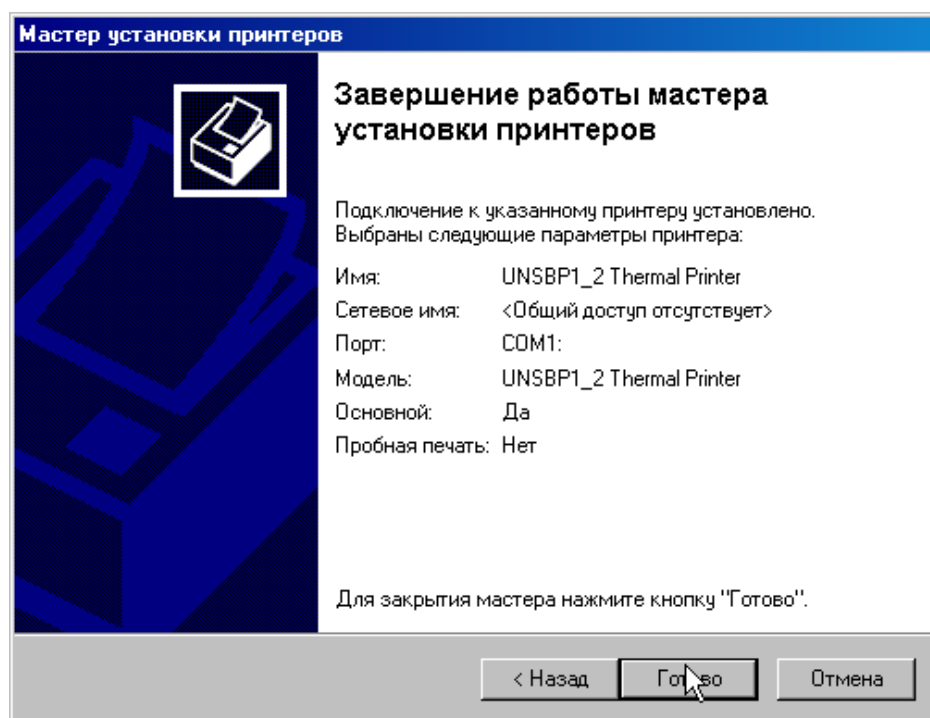 Мастер установки принтеров
Завершение работы мастера
установки принтеров
Подключение к указанному принтеру установлено.
Выбраны следующие параметры принтера:
Имя: UNSBP1_2 Thermal Printer
Сетевое имя: <Общий доступ отсутствует>
Порт: COM1:
Модель: UNSBP1_2 Thermal Printer
Основной: Да
Пробная печать: Нет
Для закрытия мастера нажмите кнопку "Готово".
< Назад Готово Отмена